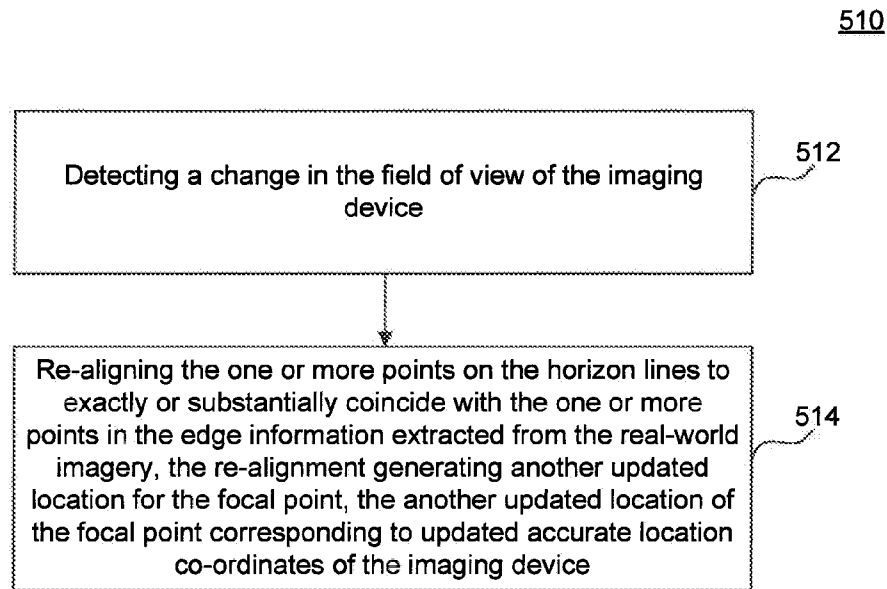 510
Detecting a change in the field of view of the imaging
device
512
Re-aligning the one or more points on the horizon lines to
exactly or substantially coincide with the one or more
points in the edge information extracted from the real-world
imagery, the re-alignment generating another updated
location for the focal point, the another updated location of
the focal point corresponding to updated accurate location
co-ordinates of the imaging device
514